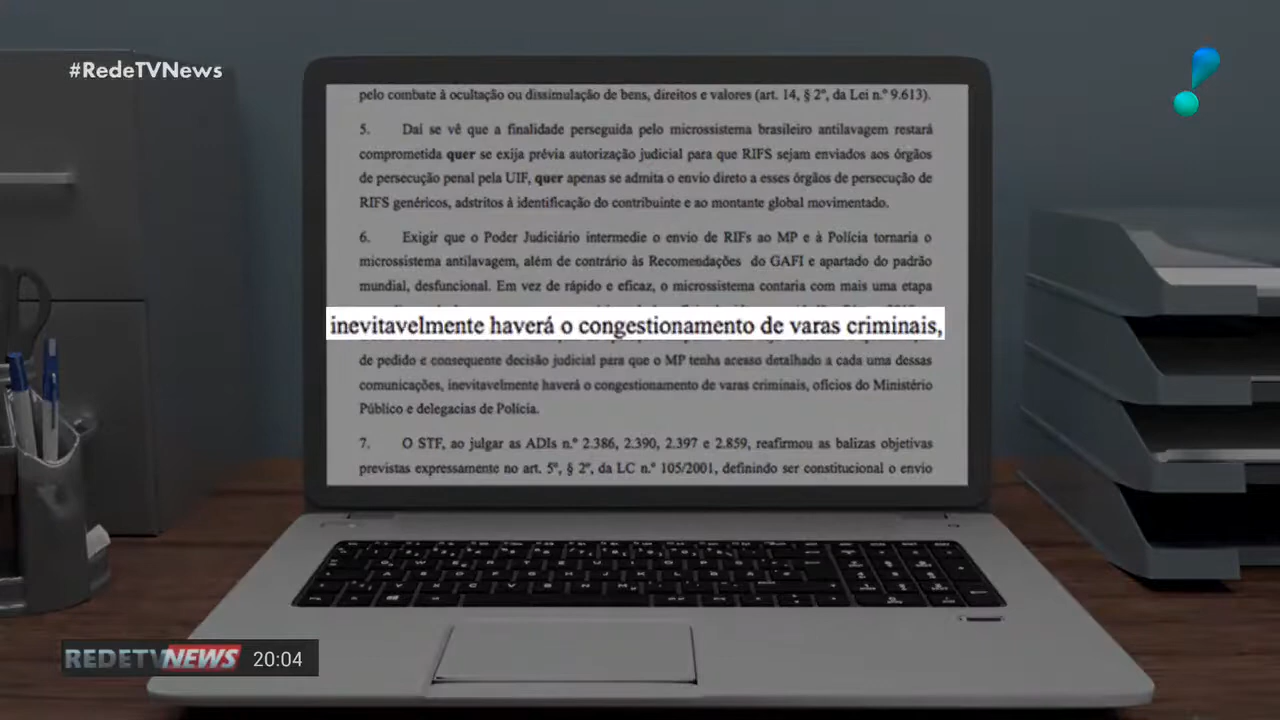 #RedeTVNews
pelo combate à ocultação ou dissimulação de bens, direitos e valores (art. 14, § 2º, da Lei n.º 9.613).
5. Daí se vê que a finalidade perseguida pelo microssistema brasileiro antilavagem restará
comprometida quer se exija prévia autorização judicial para que RIFS sejam enviados aos órgãos
de persecução penal pela UIF, quer apenas se admita o envio direto a esses órgãos de persecução de
RIFS genéricos, adstritos à identificação do contribuinte e ao montante global movimentado.
6. Exigir que o Poder Judiciário intermedie o envio de RIFs ao MP e à Polícia tornaria o
microssistema antilavagem, além de contrário às Recomendações do GAFI e apartado do padrão
mundial, desfuncional. Em vez de rápido e eficaz, o microssistema contaria com mais uma etapa
inevitavelmente haverá o congestionamento de varas criminais,
de pedido e consequente decisão judicial para que o MP tenha acesso detalhado a cada uma dessas
comunicações, inevitavelmente haverá o congestionamento de varas criminais, ofícios do Ministério
Público e delegacias de Polícia.
7. O STF, ao julgar as ADIs n.º 2.386, 2.390, 2.397 e 2.859, reafirmou as balizas objetivas
previstas expressamente no art. 5º, § 2º, da LC n.º 105/2001, definindo ser constitucional o envio
REDETVNEWS 20:04